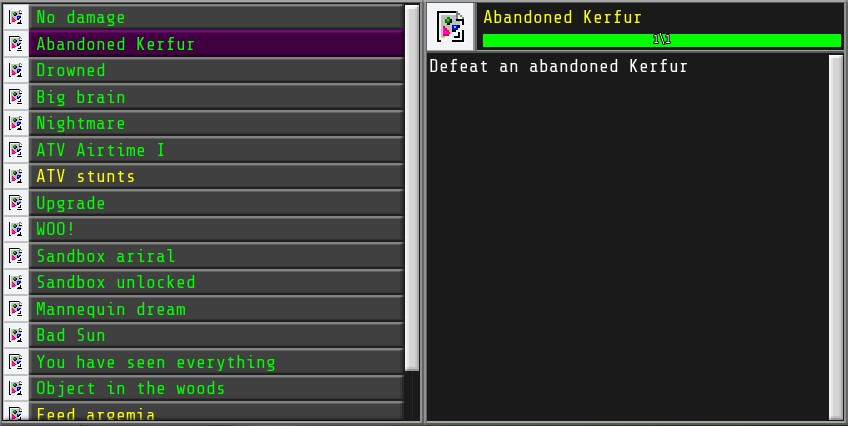 No damage
Abandoned Kerfur
Drowned
Big brain
Nightmare
ATV Airtime I
ATV stunts
Upgrade
WOO!
Sandbox ariral
Sandbox unlocked
Mannequin dream
Bad Sun
You have seen everything
Object in the woods
Feed argemia
Abandoned Kerfur
1\1
Defeat an abandoned Kerfur